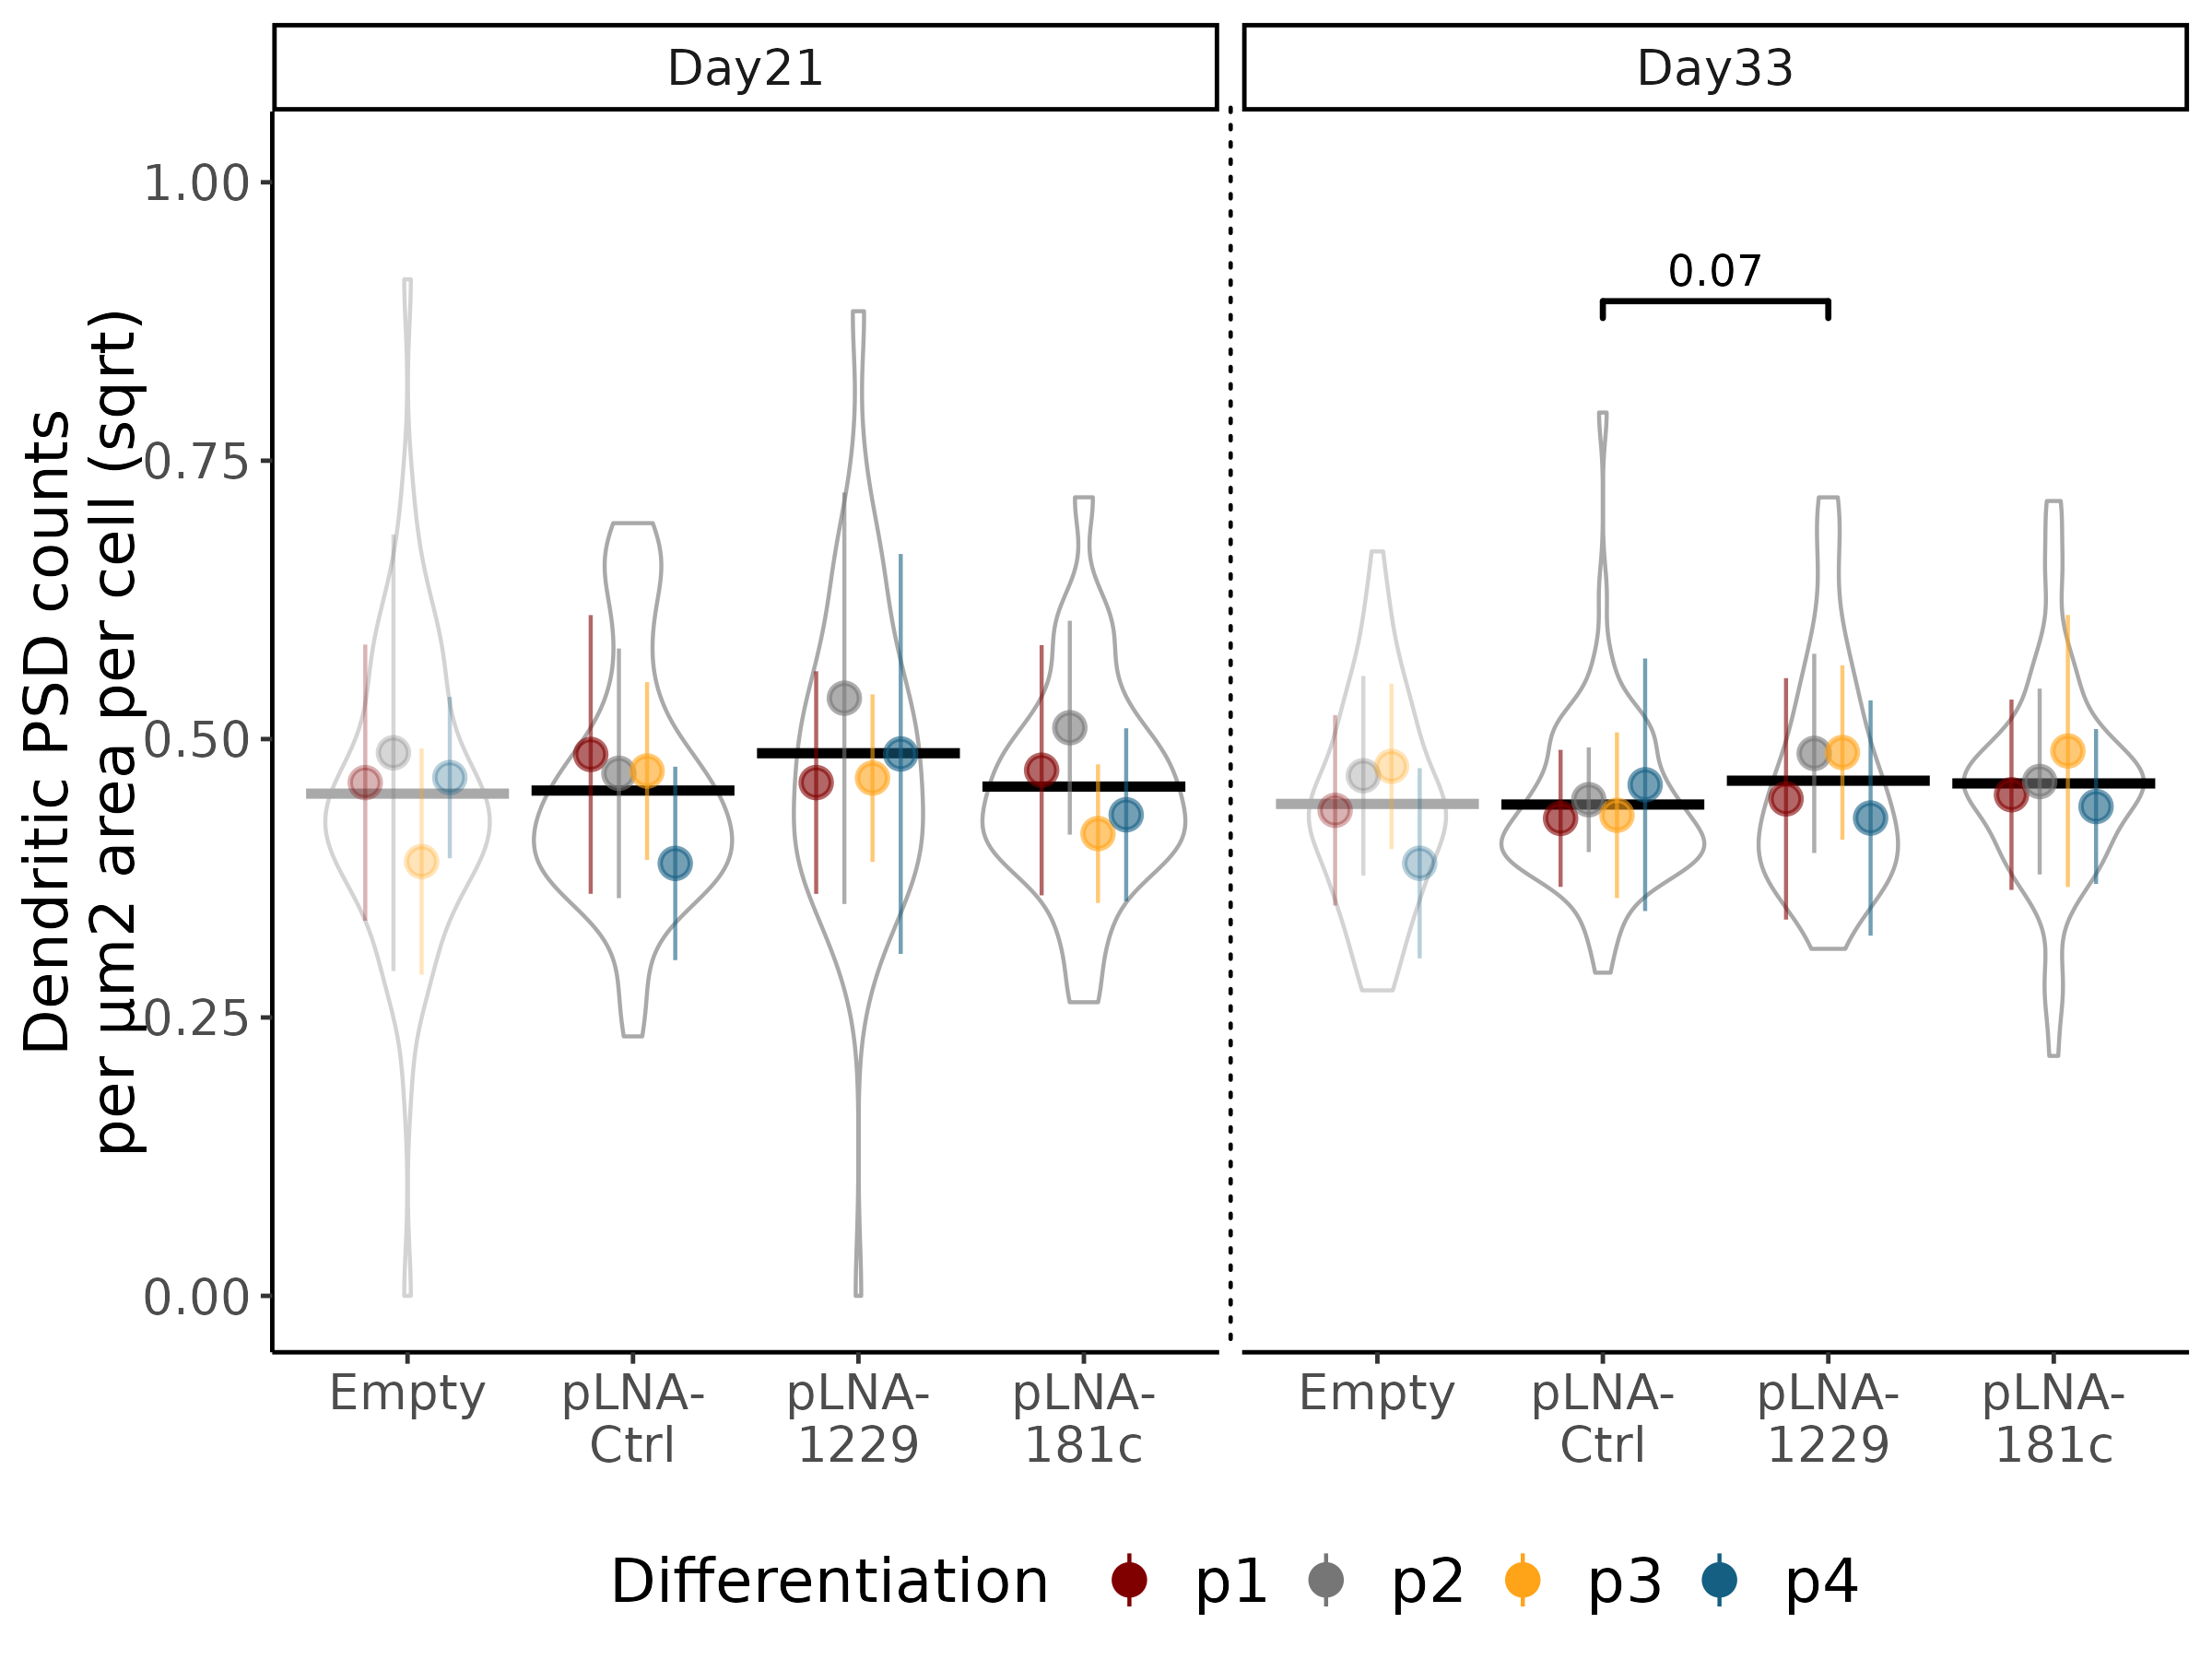 Day21
Day33
Dendritic PSD counts
per µm2 area per cell (sqrt)
1.00
0.75
0.50
0.25
0.00
0.07
Empty
pLNA-
Ctrl
pLNA-
1229
pLNA-
181c
Empty
pLNA-
Ctrl
pLNA-
1229
pLNA-
181c
Differentiation p1 p2 p3 p4